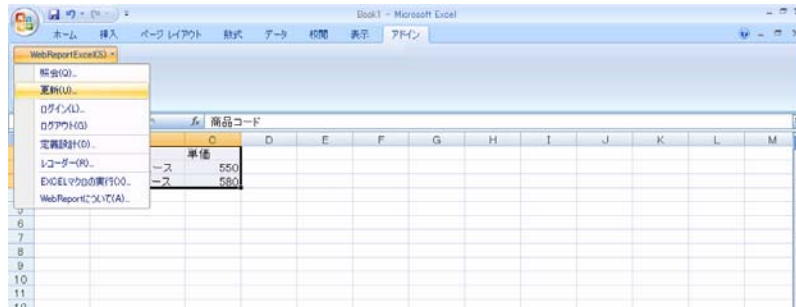 Book1 - Microsoft Excel
ホーム 挿入 ページ レイアウト 数式 データ 校閲 表示 アドイン
WebReportExcel(S)
照会(Q)...
更新(U)...
ログイン(L)...
ログアウト(G)
定義設計(D)...
レコーダー(R)...
EXCELマクロの実行(X)...
WebReportについて(A)...
fx 商品コード
C D E F G H I J K L M
単価
ース 550
ース 580
6
7
8
9
10
11